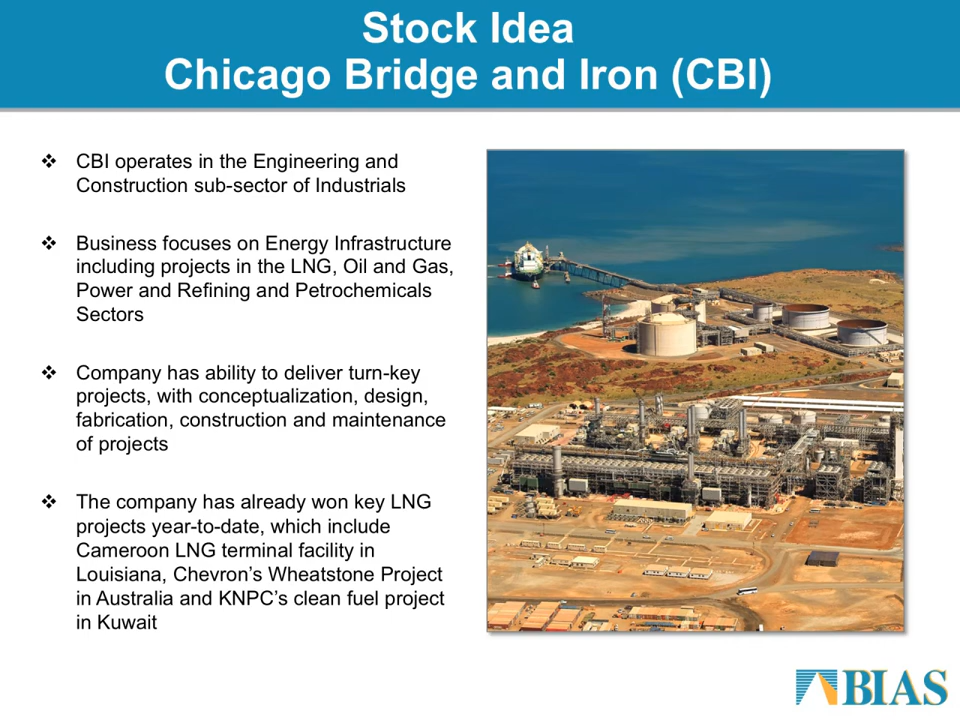 Stock Idea
Chicago Bridge and Iron (CBI)
❖ CBI operates in the Engineering and
Construction sub-sector of Industrials
❖ Business focuses on Energy Infrastructure
including projects in the LNG, Oil and Gas,
Power and Refining and Petrochemicals
Sectors
❖ Company has ability to deliver turn-key
projects, with conceptualization, design,
fabrication, construction and maintenance
of projects
❖ The company has already won key LNG
projects year-to-date, which include
Cameroon LNG terminal facility in
Louisiana, Chevron’s Wheatstone Project
in Australia and KNPC’s clean fuel project
in Kuwait
BIAS